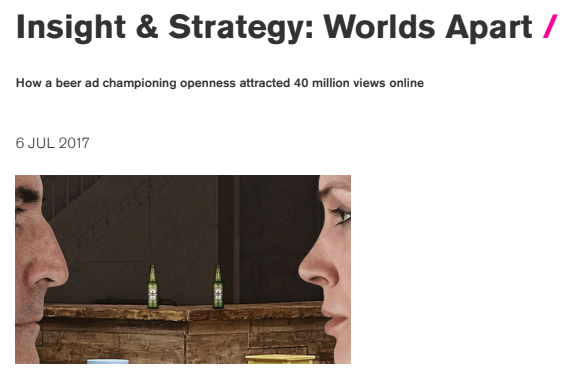 Insight & Strategy: Worlds Apart /
How a beer ad championing openness attracted 40 million views online
6 JUL 2017